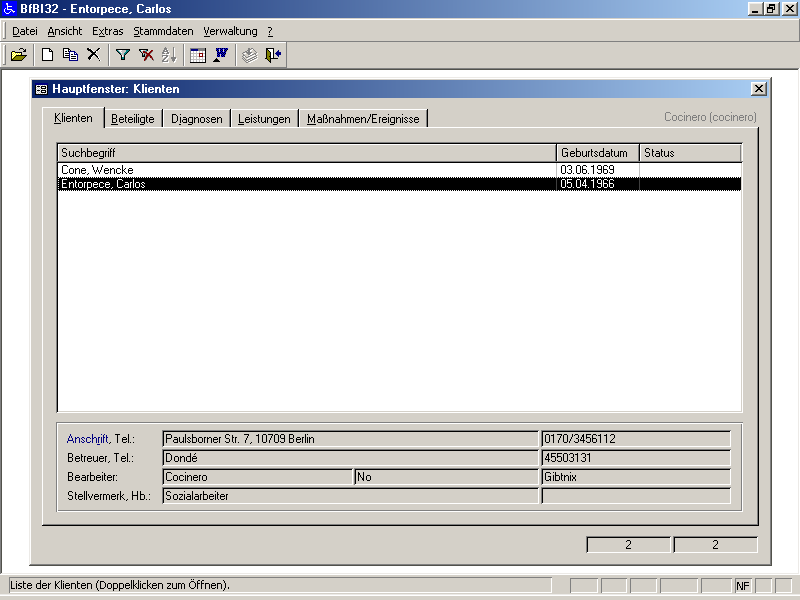 BfBI32 - Entorpece, Carlos
Datei Ansicht Extras Stammdaten Verwaltung ?
Hauptfenster: Klienten
Klienten Beteiligte Diagnosen Leistungen Maßnahmen/Ereignisse Cocinero (cocinero)
Suchbegriff Geburtsdatum Status
Cone, Wencke 03.06.1969
Entorpece, Carlos 05.04.1966
Anschrift, Tel.: Paulsborner Str. 7, 10709 Berlin 0170/3456112
Betreuer, Tel.: Dondé 45503131
Bearbeiter: Cocinero No Gibtnix
Stellvermerk, Hb.: Sozialarbeiter
2 2
Liste der Klienten (Doppelklicken zum Öffnen). NF